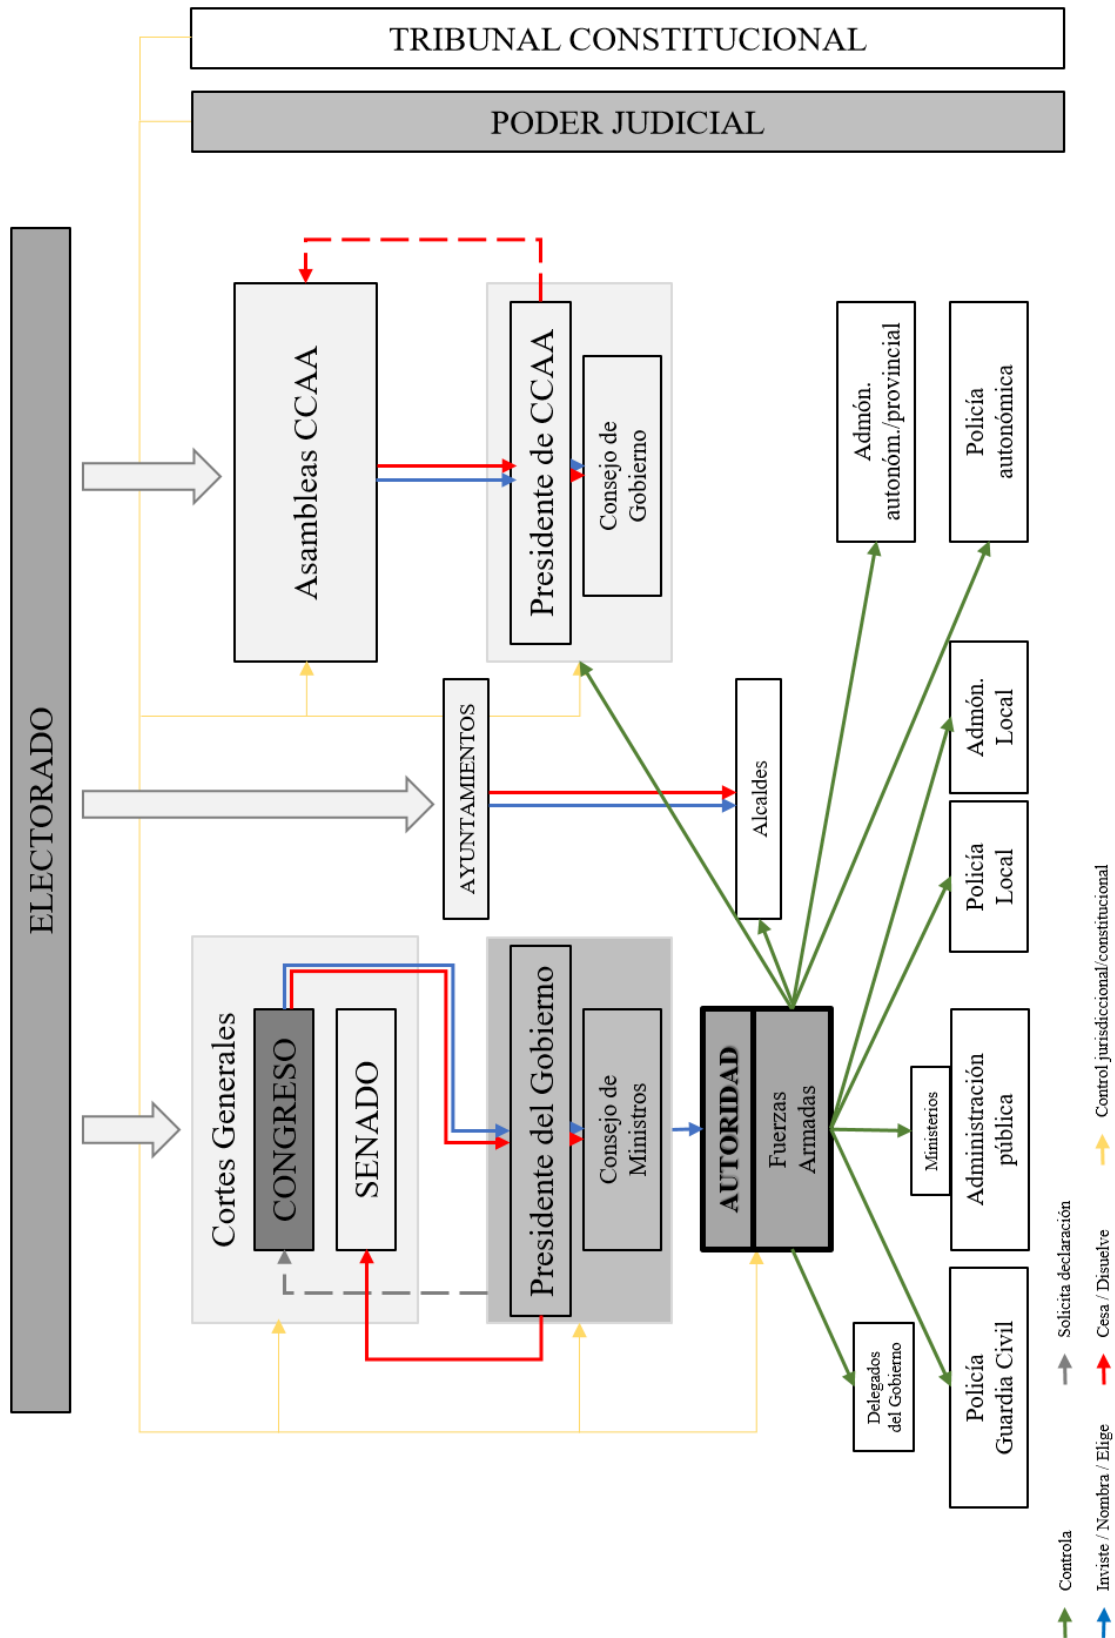 ELECTORADO
Cortes Generales
CONGRESO
SENADO
AYUNTAMIENTOS
Asambleas CCAA
Presidente del Gobierno
Consejo de
Ministros
Presidente de CCAA
Consejo de
Gobierno
Alcaldes
AUTORIDAD
Fuerzas
Armadas
Delegados
del Gobierno
Policía
Guardia Civil
Ministerios
Administración
pública
Policía
Local
Admón.
Local
Admón.
autonóm./provincial
Policía
autonómica
PODER JUDICIAL
TRIBUNAL CONSTITUCIONAL
Controla
Solicita declaración
Control jurisdiccional/constitucional
Inviste / Nombra / Elige
Cesa / Disuelve